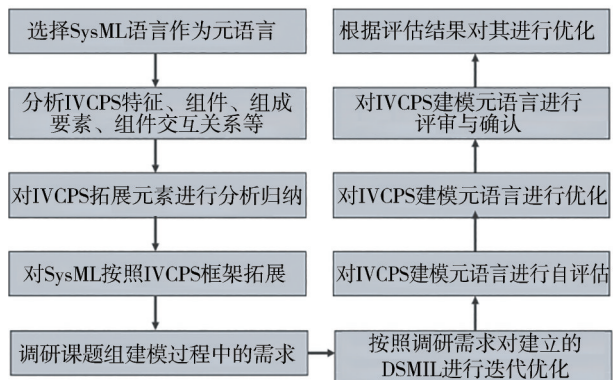 选择SysML语言作为元语言
分析IVCPS特征、组件、组成
要素、组件交互关系等
对IVCPS拓展元素进行分析归纳
对SysML按照IVCPS框架拓展
调研课题组建模过程中的需求
按照调研需求对建立的
DSMIL进行迭代优化
对IVCPS建模元语言进行自评估
对IVCPS建模元语言进行优化
对IVCPS建模元语言进行
评审与确认
根据评估结果对其进行优化